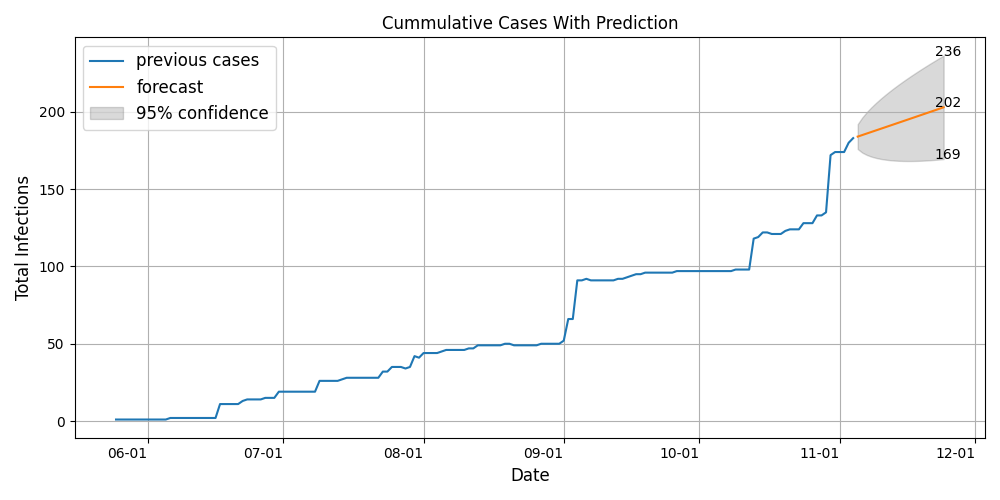 Cummulative Cases With Prediction
previous cases
forecast
95% confidence
236
202
169
Total Infections
200
150
100
50
0
06-01 07-01 08-01 09-01 10-01 11-01 12-01
Date